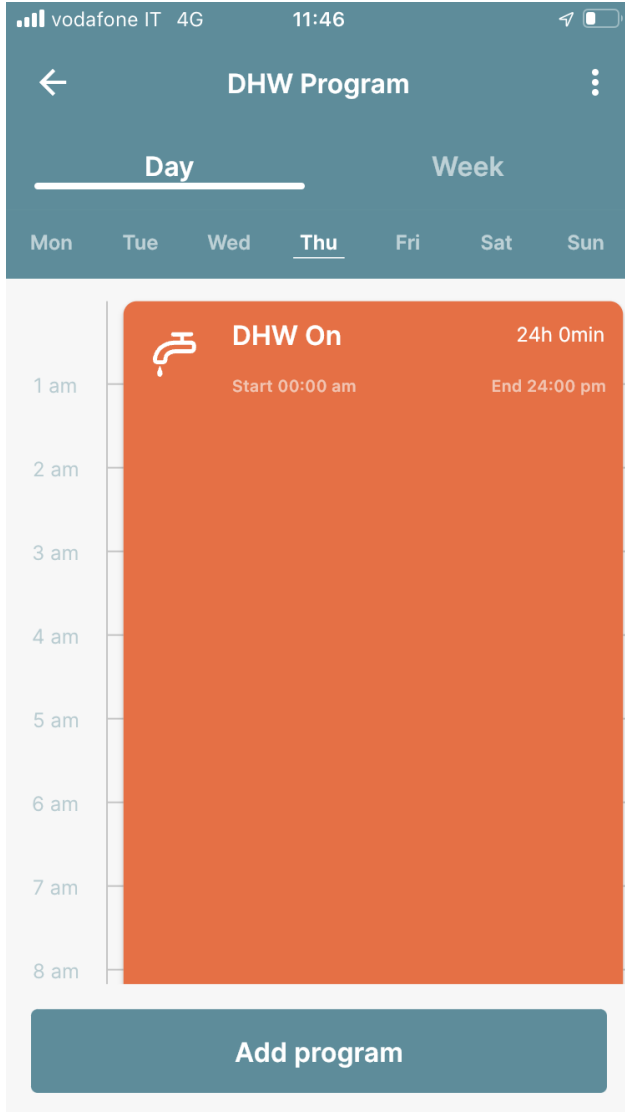 vodafone IT 4G 11:46
DHW Program
Day Week
Mon Tue Wed Thu Fri Sat Sun
DHW On 24h 0min
Start 00:00 am End 24:00 pm
1 am
2 am
3 am
4 am
5 am
6 am
7 am
8 am
Add program